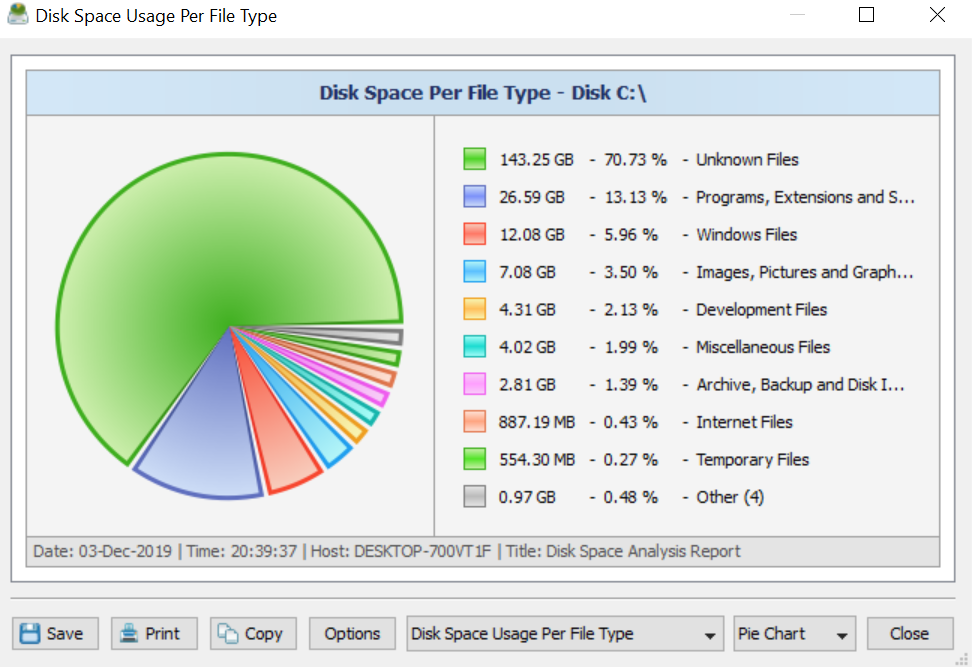 Disk Space Usage Per File Type
Disk Space Per File Type - Disk C:\
143.25 GB - 70.73 % - Unknown Files
26.59 GB - 13.13 % - Programs, Extensions and S...
12.08 GB - 5.96 % - Windows Files
7.08 GB - 3.50 % - Images, Pictures and Graph...
4.31 GB - 2.13 % - Development Files
4.02 GB - 1.99 % - Miscellaneous Files
2.81 GB - 1.39 % - Archive, Backup and Disk I...
887.19 MB - 0.43 % - Internet Files
554.30 MB - 0.27 % - Temporary Files
0.97 GB - 0.48 % - Other (4)
Date: 03-Dec-2019 | Time: 20:39:37 | Host: DESKTOP-700VT1F | Title: Disk Space Analysis Report
Save Print Copy Options Disk Space Usage Per File Type Pie Chart Close